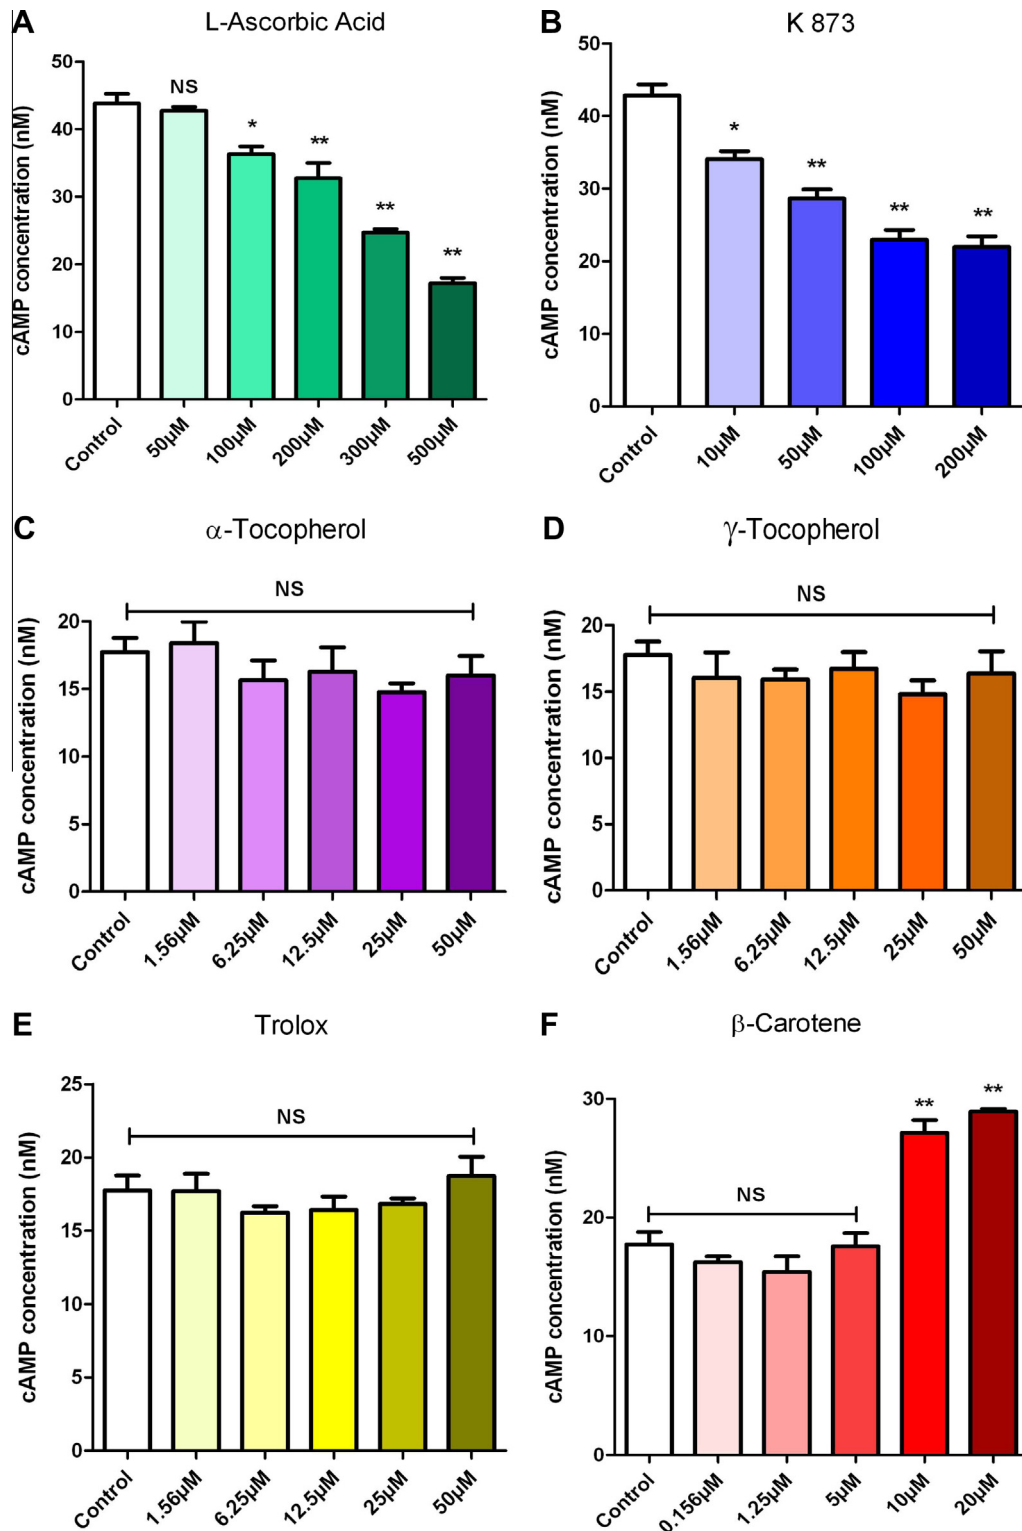 A
L-Ascorbic Acid
cAMP concentration (nM)
50
40
30
20
10
0
NS
*
**
**
**
Control
50µM
100µM
200µM
300µM
500µM
B
K 873
cAMP concentration (nM)
50
40
30
20
10
0
*
**
**
**
Control
10µM
50µM
100µM
200µM
C
α-Tocopherol
cAMP concentration (nM)
20
15
10
5
0
NS
Control
1.56µM
6.25µM
12.5µM
25µM
50µM
D
γ-Tocopherol
cAMP concentration (nM)
20
15
10
5
0
NS
Control
1.56µM
6.25µM
12.5µM
25µM
50µM
E
Trolox
cAMP concentration (nM)
25
20
15
10
5
0
NS
Control
1.56µM
6.25µM
12.5µM
25µM
50µM
F
β-Carotene
cAMP concentration (nM)
30
20
10
0
NS
**
**
Control
0.156µM
1.25µM
5µM
10µM
20µM